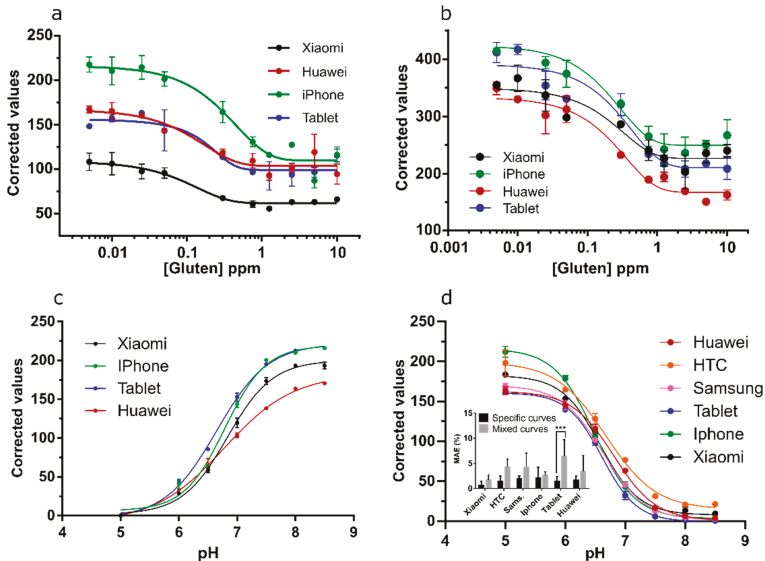 a
Corrected values
250
200
150
100
50
0.01
0.1
1
10
[Gluten] ppm
Xiaomi
Huawei
iPhone
Tablet
b
Corrected values
400
300
200
0.001
0.01
0.1
1
10
[Gluten] ppm
Xiaomi
iPhone
Huawei
Tablet
c
Corrected values
250
200
150
100
50
0
4
5
6
7
8
9
pH
Xiaomi
IPhone
Tablet
Huawei
d
Corrected values
250
200
150
100
50
0
4
5
6
7
8
9
pH
Huawei
HTC
Samsung
Tablet
Iphone
Xiaomi
Specific curves
Mixed curves
MAE (%)
15
10
5
0
***
Xiaomi
HTC
Sams.
Iphone
Tablet
Huawei